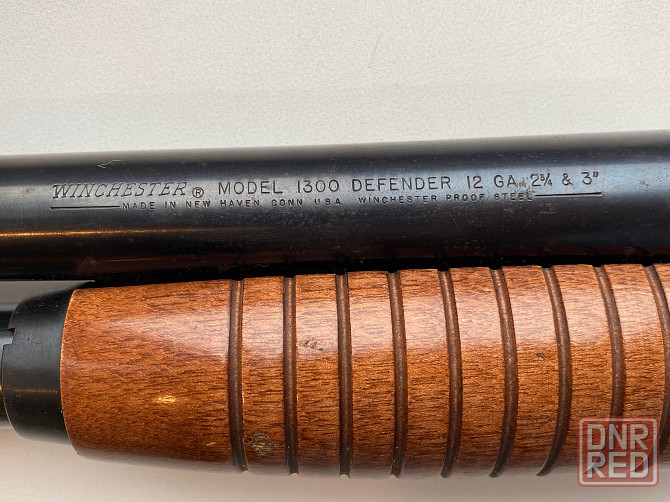 WINCHESTER ® MODEL 1300 DEFENDER 12 GA. 2¾ & 3"
MADE IN NEW HAVEN CONN USA. WINCHESTER PROOF STEEL
DNR
RED